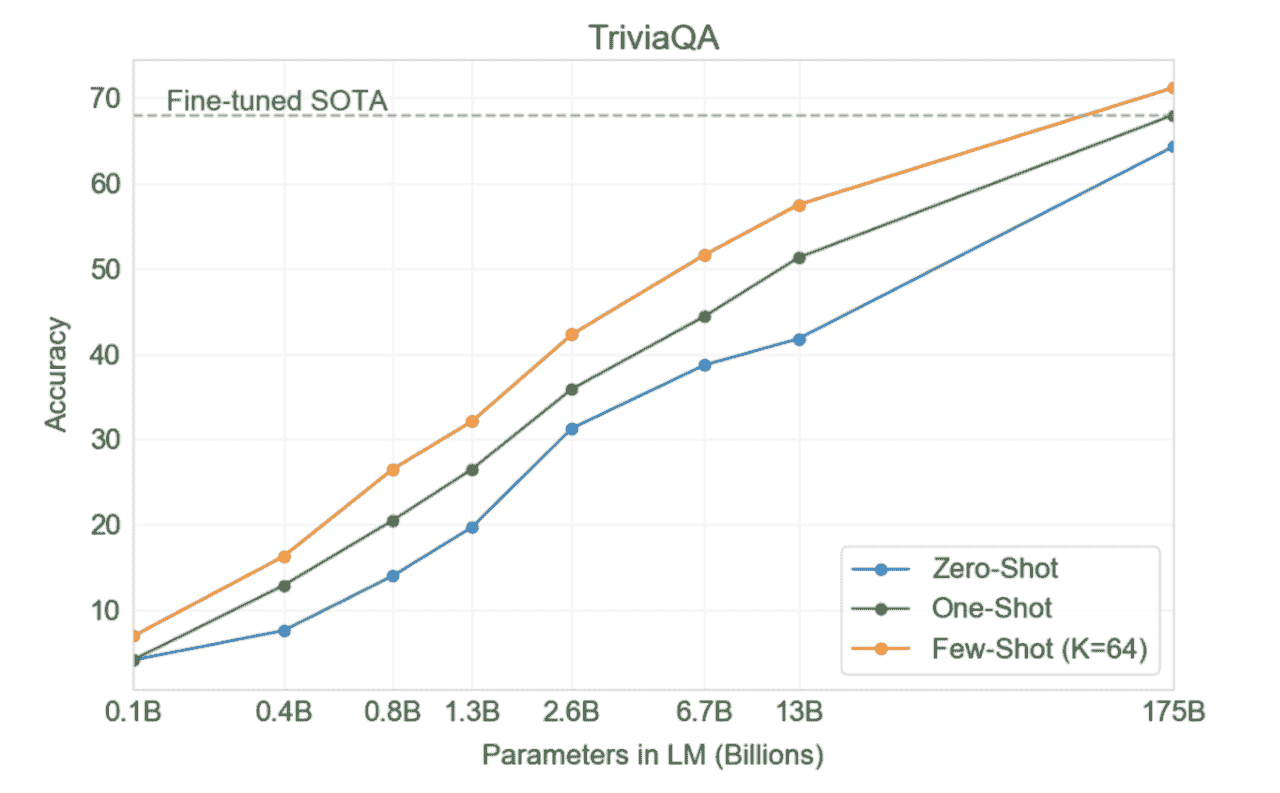 TriviaQA
70
Fine-tuned SOTA
60
50
40
30
20
10
Accuracy
Zero-Shot
One-Shot
Few-Shot (K=64)
0.1B 0.4B 0.8B 1.3B 2.6B 6.7B 13B 175B
Parameters in LM (Billions)